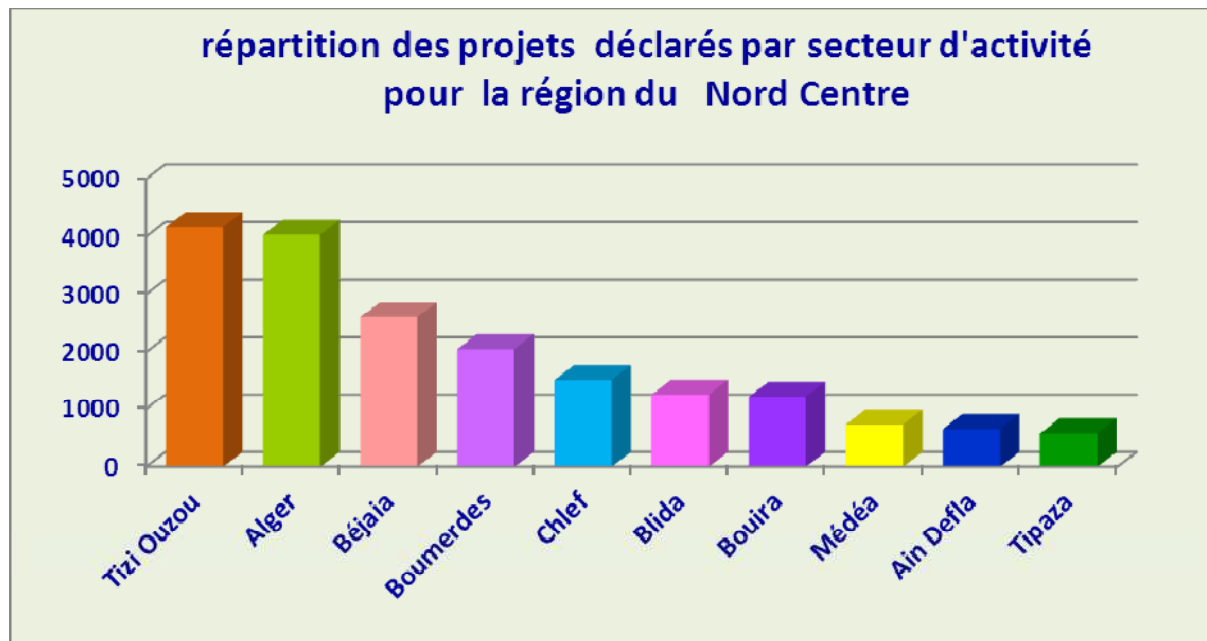 répartition des projets déclarés par secteur d'activité
pour la région du Nord Centre
5000
4000
3000
2000
1000
0
Tizi Ouzou
Alger
Béjaia
Boumerdes
Chlef
Blida
Bouira
Médéa
Ain Defla
Tipaza